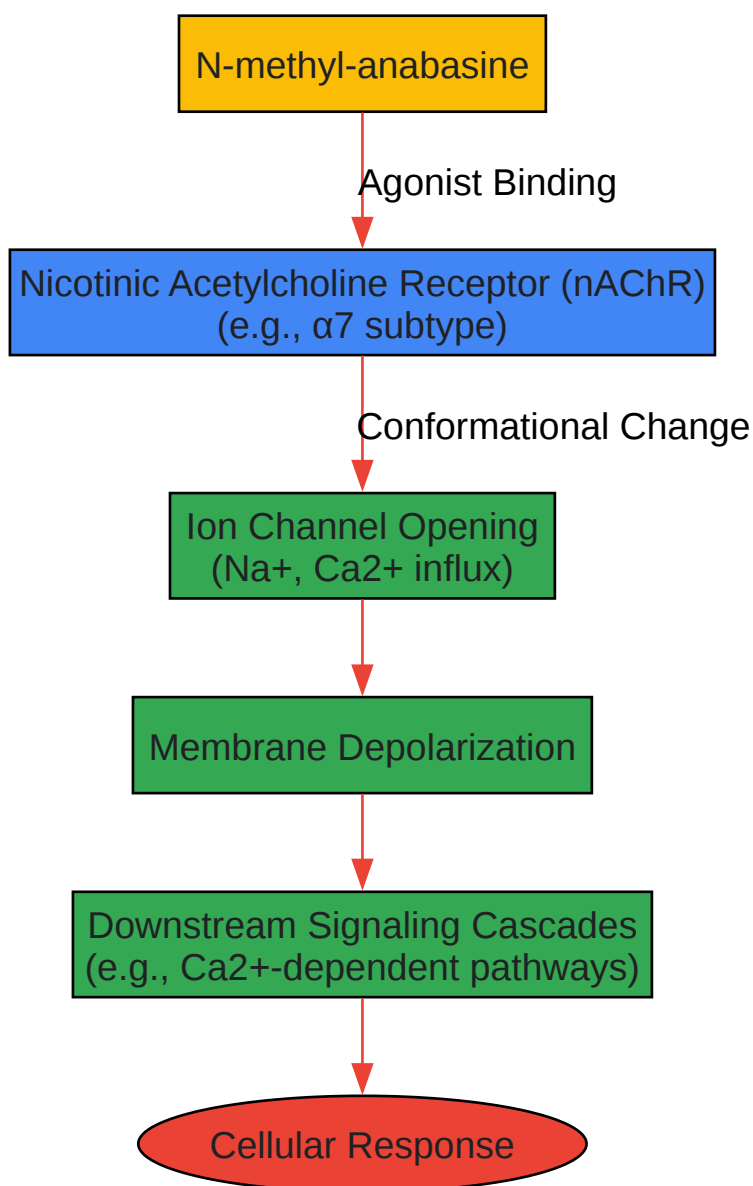 N-methyl-anabasine
Agonist Binding
Nicotinic Acetylcholine Receptor (nAChR)
(e.g., α7 subtype)
Conformational Change
Ion Channel Opening
(Na+, Ca2+ influx)
Membrane Depolarization
Downstream Signaling Cascades
(e.g., Ca2+-dependent pathways)
Cellular Response